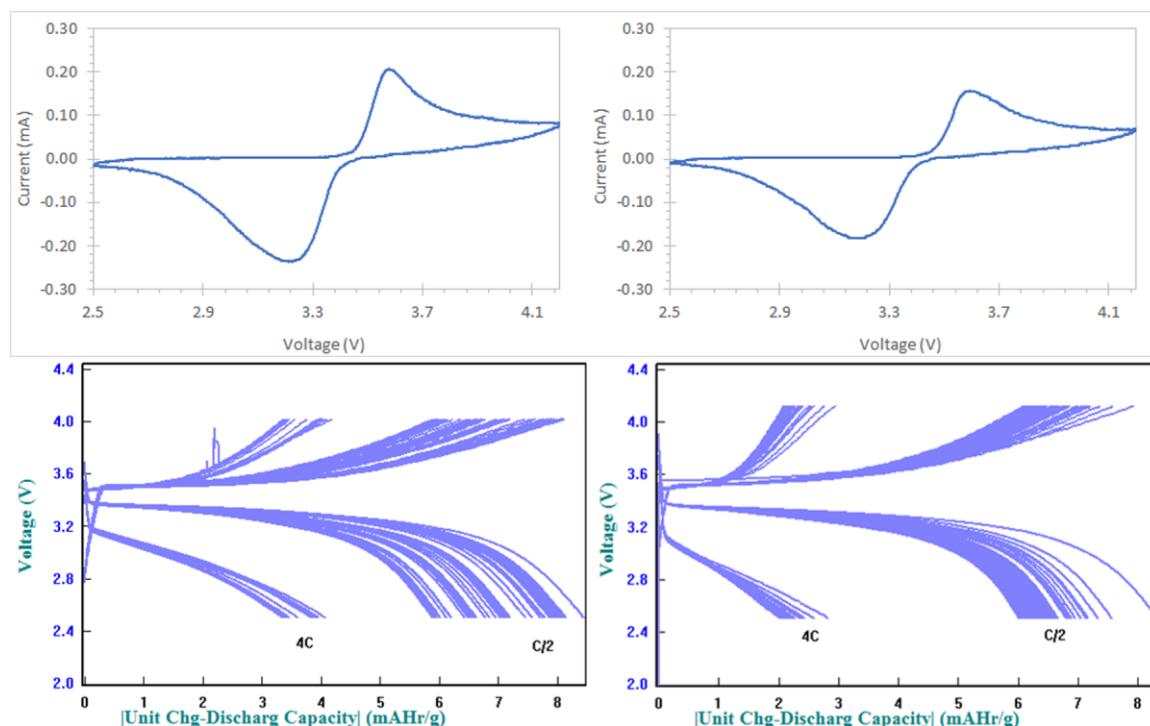 0.30
0.20
0.10
0.00
-0.10
-0.20
-0.30
Current (mA)
2.5 2.9 3.3 3.7 4.1
Voltage (V)
0.30
0.20
0.10
0.00
-0.10
-0.20
-0.30
Current (mA)
2.5 2.9 3.3 3.7 4.1
Voltage (V)
4.4
4.0
3.6
3.2
2.8
2.4
2.0
Voltage (V)
4C
C/2
0 1 2 3 4 5 6 7 8
|Unit Chg-Discharg Capacity| (mAHr/g)
4.4
4.0
3.6
3.2
2.8
2.4
2.0
Voltage (V)
4C
C/2
0 1 2 3 4 5 6 7 8
|Unit Chg-Discharg Capacity| (mAHr/g)